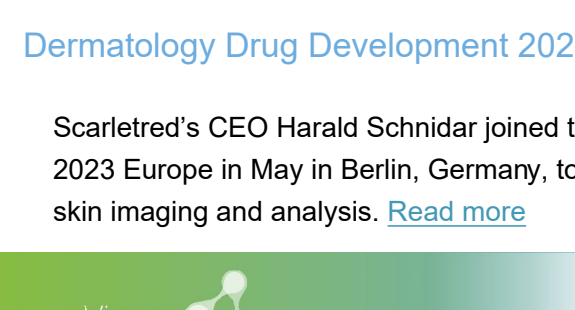 Dermatology Drug Development 202
Scarletred’s CEO Harald Schnidar joined t
2023 Europe in May in Berlin, Germany, to
skin imaging and analysis. Read more